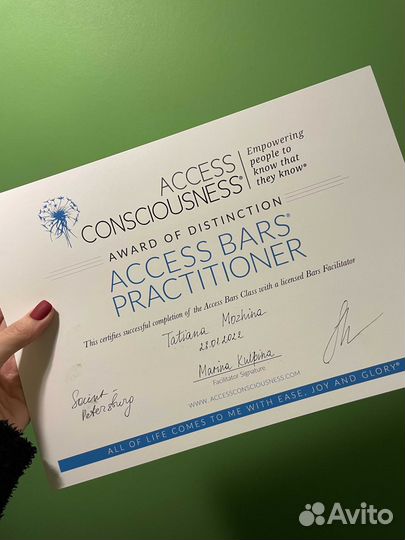 ACCESS
CONSCIOUSNESS®
Empowering
people to
know that
they know®
AWARD OF DISTINCTION
ACCESS BARS®
PRACTITIONER
This certifies successful completion of the Access Bars Class with a licensed Bars Facilitator
Tatiana Mozhina
28.01.2022
Marina Kulpina
Facilitator Signature
WWW.ACCESSCONSCIOUSNESS.COM
Saint
Petersburg
ALL OF LIFE COMES TO ME WITH EASE, JOY AND GLORY®
Avito